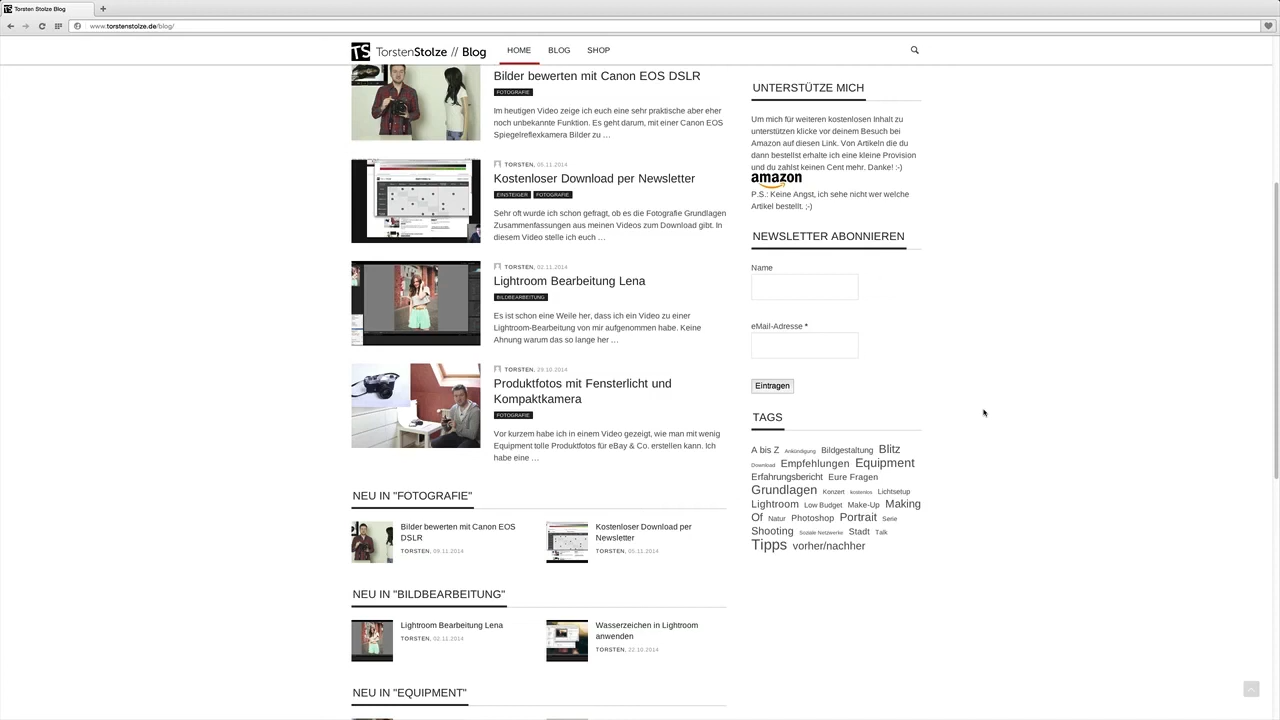 Torsten Stolze Blog
www.torstenstolze.de/blog/
TS TorstenStolze // Blog
HOME
BLOG
SHOP
Bilder bewerten mit Canon EOS DSLR
FOTOGRAFIE
Im heutigen Video zeige ich euch eine sehr praktische aber eher
noch unbekannte Funktion. Es geht darum, mit einer Canon EOS
Spiegelreflexkamera Bilder zu ...
TORSTEN, 05.11.2014
Kostenloser Download per Newsletter
EINSTEIGER FOTOGRAFIE
Sehr oft wurde ich schon gefragt, ob es die Fotografie Grundlagen
Zusammenfassungen aus meinen Videos zum Download gibt. In
diesem Video stelle ich euch ...
TORSTEN, 02.11.2014
Lightroom Bearbeitung Lena
BILDBEARBEITUNG
Es ist schon eine Weile her, dass ich ein Video zu einer
Lightroom-Bearbeitung von mir aufgenommen habe. Keine
Ahnung warum das so lange her ...
TORSTEN, 29.10.2014
Produktfotos mit Fensterlicht und
Kompaktkamera
FOTOGRAFIE
Vor kurzem habe ich in einem Video gezeigt, wie man mit wenig
Equipment tolle Produktfotos für eBay & Co. erstellen kann. Ich
habe eine ...
NEU IN "FOTOGRAFIE"
Bilder bewerten mit Canon EOS
DSLR
TORSTEN, 09.11.2014
Kostenloser Download per
Newsletter
TORSTEN, 05.11.2014
NEU IN "BILDBEARBEITUNG"
Lightroom Bearbeitung Lena
TORSTEN, 02.11.2014
Wasserzeichen in Lightroom
anwenden
TORSTEN, 22.10.2014
NEU IN "EQUIPMENT"
UNTERSTÜTZE MICH
Um mich für weiteren kostenlosen Inhalt zu
unterstützen klicke vor deinem Besuch bei
Amazon auf diesen Link. Von Artikeln die du
dann bestellst erhalte ich eine kleine Provision
und du zahlst keinen Cent mehr. Danke! :-)
amazon
P.S.: Keine Angst, ich sehe nicht wer welche
Artikel bestellt. ;-)
NEWSLETTER ABONNIEREN
Name
eMail-Adresse *
Eintragen
TAGS
A bis Z Ankündigung Bildgestaltung Blitz
Download Empfehlungen Equipment
Erfahrungsbericht Eure Fragen
Grundlagen Konzert kostenlos Lichtsetup
Lightroom Low Budget Make-Up Making
Of Natur Photoshop Portrait Serie
Shooting Soziale Netzwerke Stadt Talk
Tipps vorher/nachher